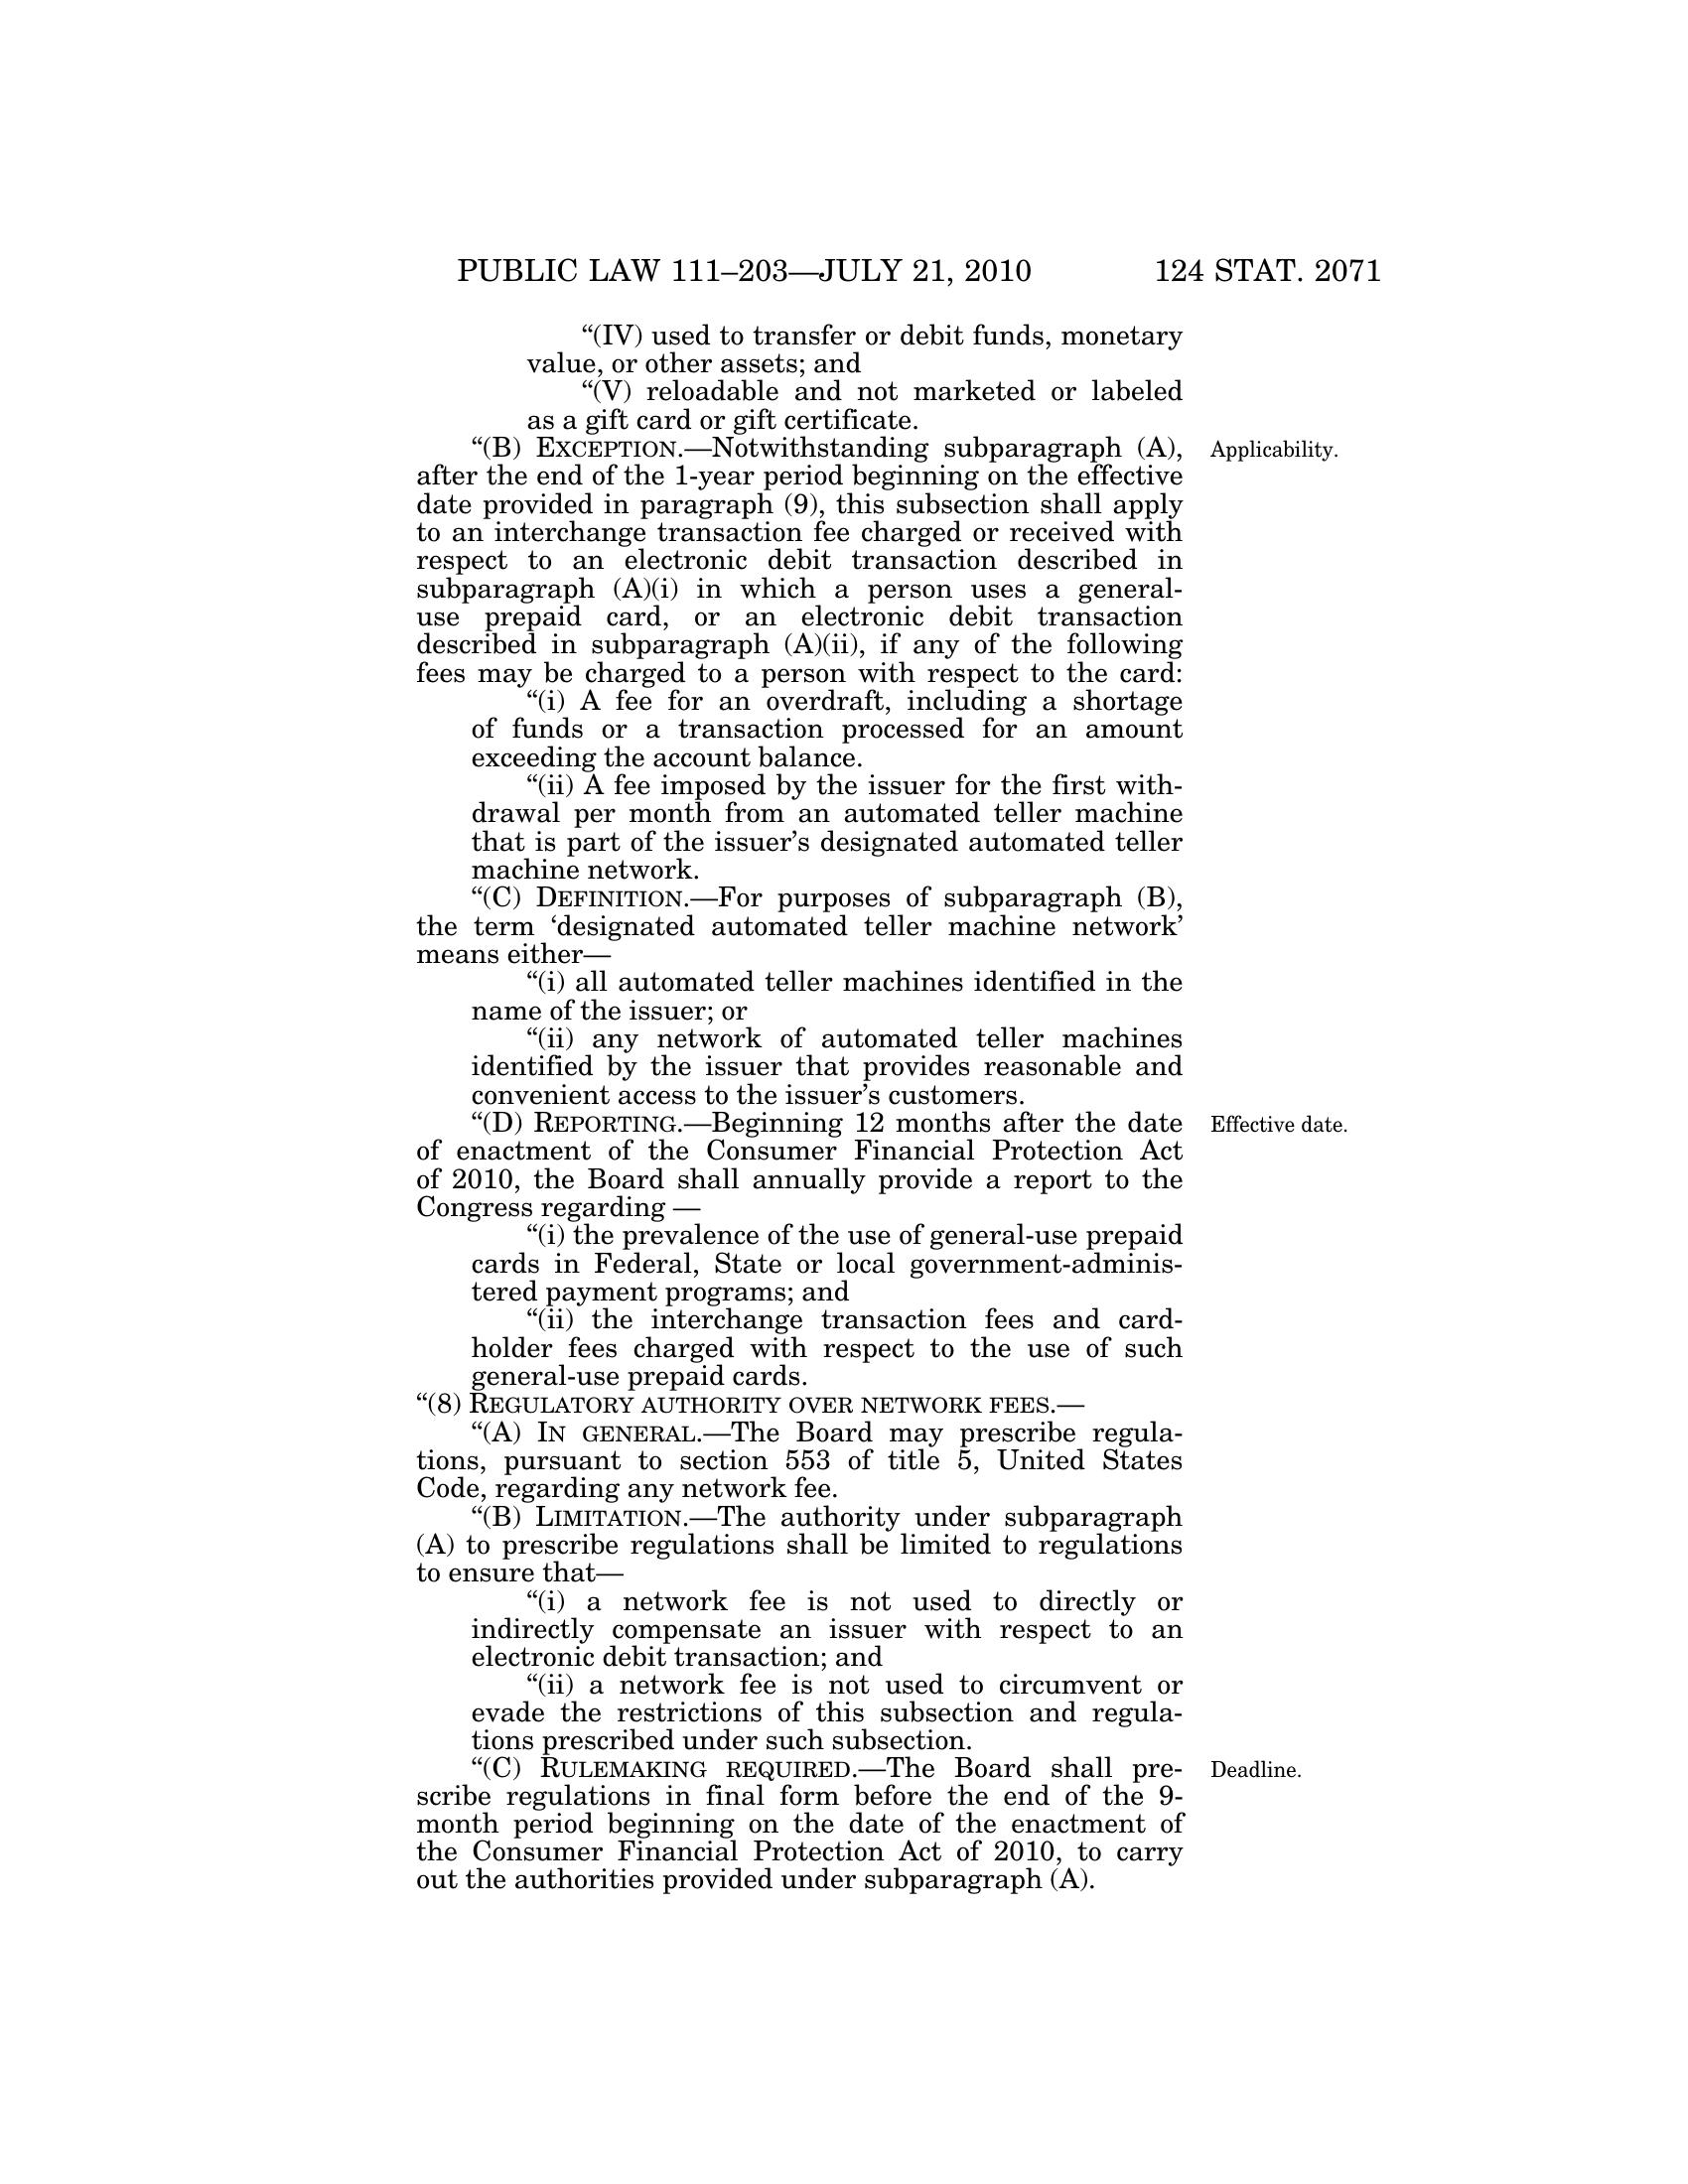 PUBLIC LAW 111–203—JULY 21, 2010 124 STAT. 2071
“(IV) used to transfer or debit funds, monetary
value, or other assets; and
“(V) reloadable and not marketed or labeled
as a gift card or gift certificate.
“(B) EXCEPTION.—Notwithstanding subparagraph (A), Applicability.
after the end of the 1-year period beginning on the effective
date provided in paragraph (9), this subsection shall apply
to an interchange transaction fee charged or received with
respect to an electronic debit transaction described in
subparagraph (A)(i) in which a person uses a general-
use prepaid card, or an electronic debit transaction
described in subparagraph (A)(ii), if any of the following
fees may be charged to a person with respect to the card:
“(i) A fee for an overdraft, including a shortage
of funds or a transaction processed for an amount
exceeding the account balance.
“(ii) A fee imposed by the issuer for the first with-
drawal per month from an automated teller machine
that is part of the issuer’s designated automated teller
machine network.
“(C) DEFINITION.—For purposes of subparagraph (B),
the term ‘designated automated teller machine network’
means either—
“(i) all automated teller machines identified in the
name of the issuer; or
“(ii) any network of automated teller machines
identified by the issuer that provides reasonable and
convenient access to the issuer’s customers.
“(D) REPORTING.—Beginning 12 months after the date Effective date.
of enactment of the Consumer Financial Protection Act
of 2010, the Board shall annually provide a report to the
Congress regarding —
“(i) the prevalence of the use of general-use prepaid
cards in Federal, State or local government-adminis-
tered payment programs; and
“(ii) the interchange transaction fees and card-
holder fees charged with respect to the use of such
general-use prepaid cards.
“(8) REGULATORY AUTHORITY OVER NETWORK FEES.—
“(A) IN GENERAL.—The Board may prescribe regula-
tions, pursuant to section 553 of title 5, United States
Code, regarding any network fee.
“(B) LIMITATION.—The authority under subparagraph
(A) to prescribe regulations shall be limited to regulations
to ensure that—
“(i) a network fee is not used to directly or
indirectly compensate an issuer with respect to an
electronic debit transaction; and
“(ii) a network fee is not used to circumvent or
evade the restrictions of this subsection and regula-
tions prescribed under such subsection.
“(C) RULEMAKING REQUIRED.—The Board shall pre- Deadline.
scribe regulations in final form before the end of the 9-
month period beginning on the date of the enactment of
the Consumer Financial Protection Act of 2010, to carry
out the authorities provided under subparagraph (A).